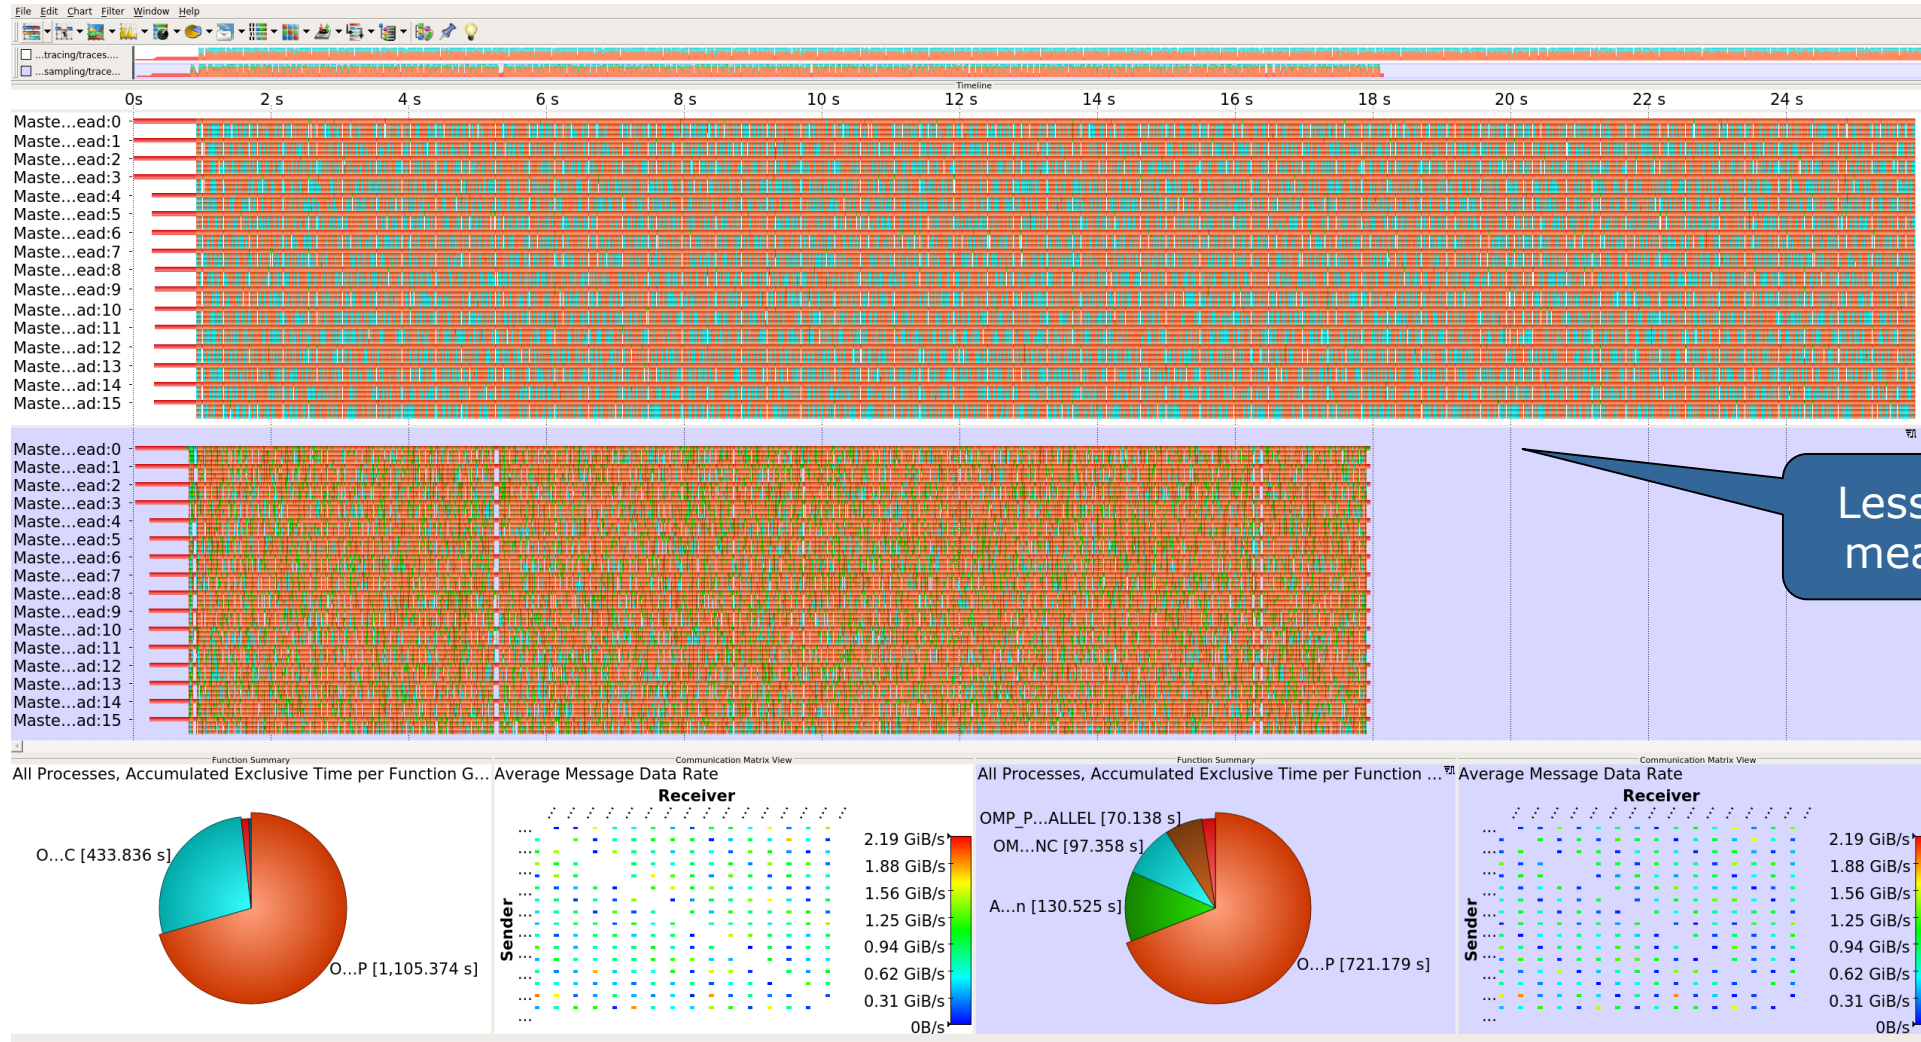 File Edit Chart Filter Window Help
...tracing/traces....
...sampling/trace...
Timeline
0s 2 s 4 s 6 s 8 s 10 s 12 s 14 s 16 s 18 s 20 s 22 s 24 s
Maste...ead:0
Maste...ead:1
Maste...ead:2
Maste...ead:3
Maste...ead:4
Maste...ead:5
Maste...ead:6
Maste...ead:7
Maste...ead:8
Maste...ead:9
Maste...ad:10
Maste...ad:11
Maste...ad:12
Maste...ad:13
Maste...ad:14
Maste...ad:15
Maste...ead:0
Maste...ead:1
Maste...ead:2
Maste...ead:3
Maste...ead:4
Maste...ead:5
Maste...ead:6
Maste...ead:7
Maste...ead:8
Maste...ead:9
Maste...ad:10
Maste...ad:11
Maste...ad:12
Maste...ad:13
Maste...ad:14
Maste...ad:15
Less
mea
Function Summary
All Processes, Accumulated Exclusive Time per Function G...
O...C [433.836 s]
O...P [1,105.374 s]
Communication Matrix View
Average Message Data Rate
Receiver
Sender
2.19 GiB/s
1.88 GiB/s
1.56 GiB/s
1.25 GiB/s
0.94 GiB/s
0.62 GiB/s
0.31 GiB/s
0B/s
Function Summary
All Processes, Accumulated Exclusive Time per Function ...
OMP_P...ALLEL [70.138 s]
OM...NC [97.358 s]
A...n [130.525 s]
O...P [721.179 s]
Communication Matrix View
Average Message Data Rate
Receiver
Sender
2.19 GiB/s
1.88 GiB/s
1.56 GiB/s
1.25 GiB/s
0.94 GiB/s
0.62 GiB/s
0.31 GiB/s
0B/s